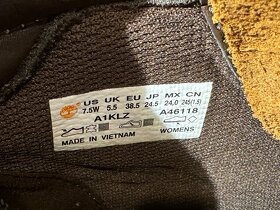 US UK EU JP MX CN
7.5W 5.5 38.5 24.5 24.0 245(1.5)
A1KLZ A46118
MADE IN VIETNAM WOMENS